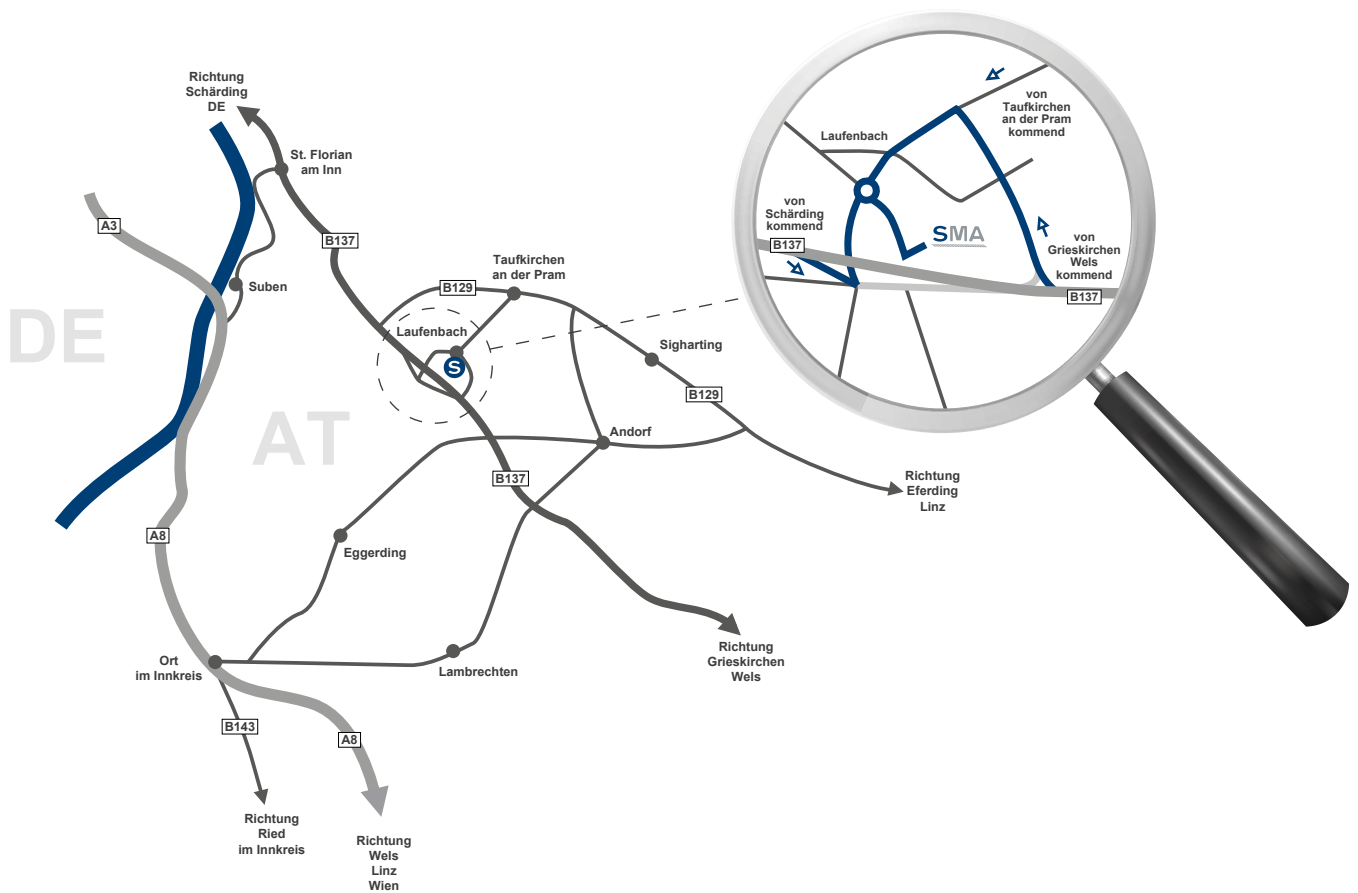 Richtung
Schärding
DE
St. Florian
am Inn
A3
B137
Suben
Taufkirchen
an der Pram
B129
Laufenbach
S
Sigharting
B129
DE
AT
Andorf
B137
Richtung
Eferding
Linz
A8
Eggerding
Richtung
Grieskirchen
Wels
Ort
im Innkreis
Lambrechten
B143
A8
Richtung
Ried
im Innkreis
Richtung
Wels
Linz
Wien
von
Taufkirchen
an der Pram
kommend
Laufenbach
von
Schärding
kommend
B137
SMA
von
Grieskirchen
Wels
kommend
B137